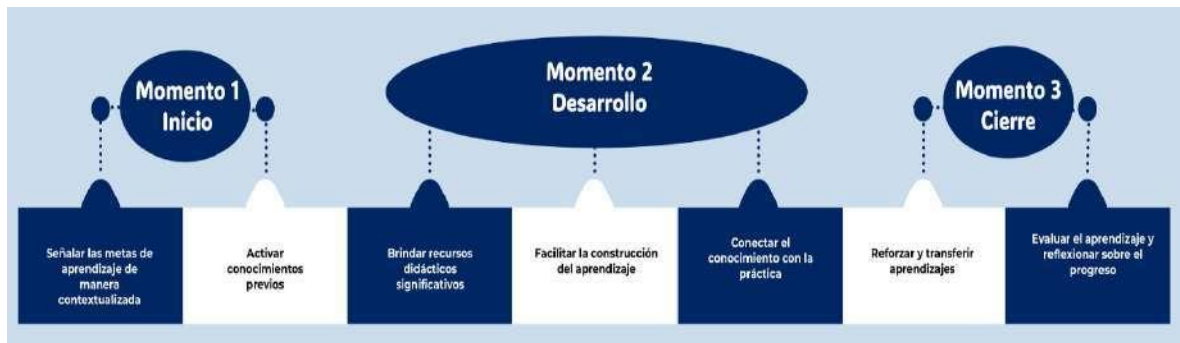 Momento 1
Inicio
Momento 2
Desarrollo
Momento 3
Cierre
Señalar las metas de
aprendizaje de
manera
contextualizada
Activar
conocimientos
previos
Brindar recursos
didácticos
significativos
Facilitar la construcción
del aprendizaje
Conectar el
conocimiento con la
práctica
Reforzar y transferir
aprendizajes
Evaluar el aprendizaje y
reflexionar sobre el
progreso